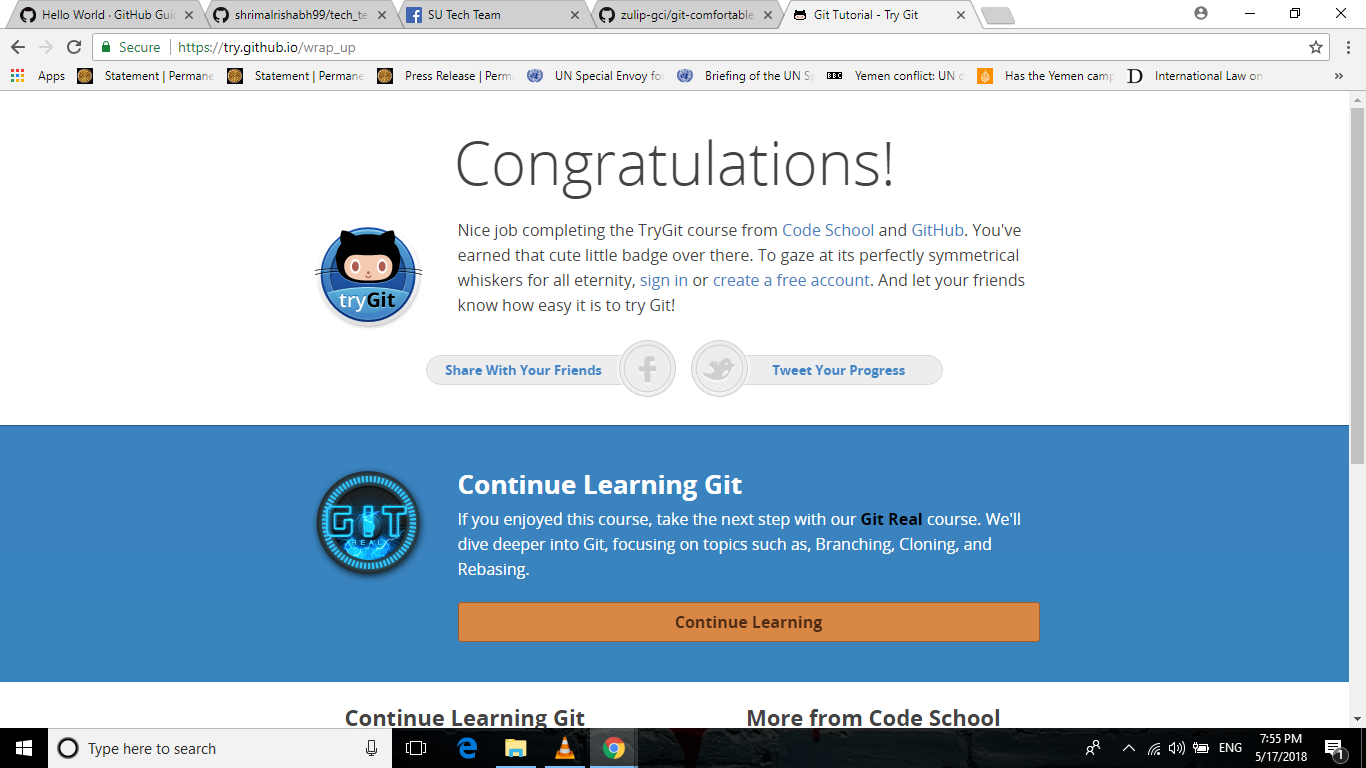 Hello World · GitHub Guid
shrimalrishabh99/tech_te
SU Tech Team
zulip-gci/git-comfortable
Git Tutorial - Try Git
Secure
https://try.github.io/wrap_up
Apps
Statement | Permane
Statement | Permane
Press Release | Perm
UN Special Envoy fo
Briefing of the UN S
BBC
Yemen conflict: UN c
Has the Yemen camp
D
International Law on
»
Congratulations!
Nice job completing the TryGit course from Code School and GitHub. You've
earned that cute little badge over there. To gaze at its perfectly symmetrical
whiskers for all eternity, sign in or create a free account. And let your friends
know how easy it is to try Git!
tryGit
Share With Your Friends
Tweet Your Progress
GIT
REAL
Continue Learning Git
If you enjoyed this course, take the next step with our Git Real course. We'll
dive deeper into Git, focusing on topics such as, Branching, Cloning, and
Rebasing.
Continue Learning
Continue Learning Git
More from Code School
Type here to search
ENG
7:55 PM
5/17/2018
1